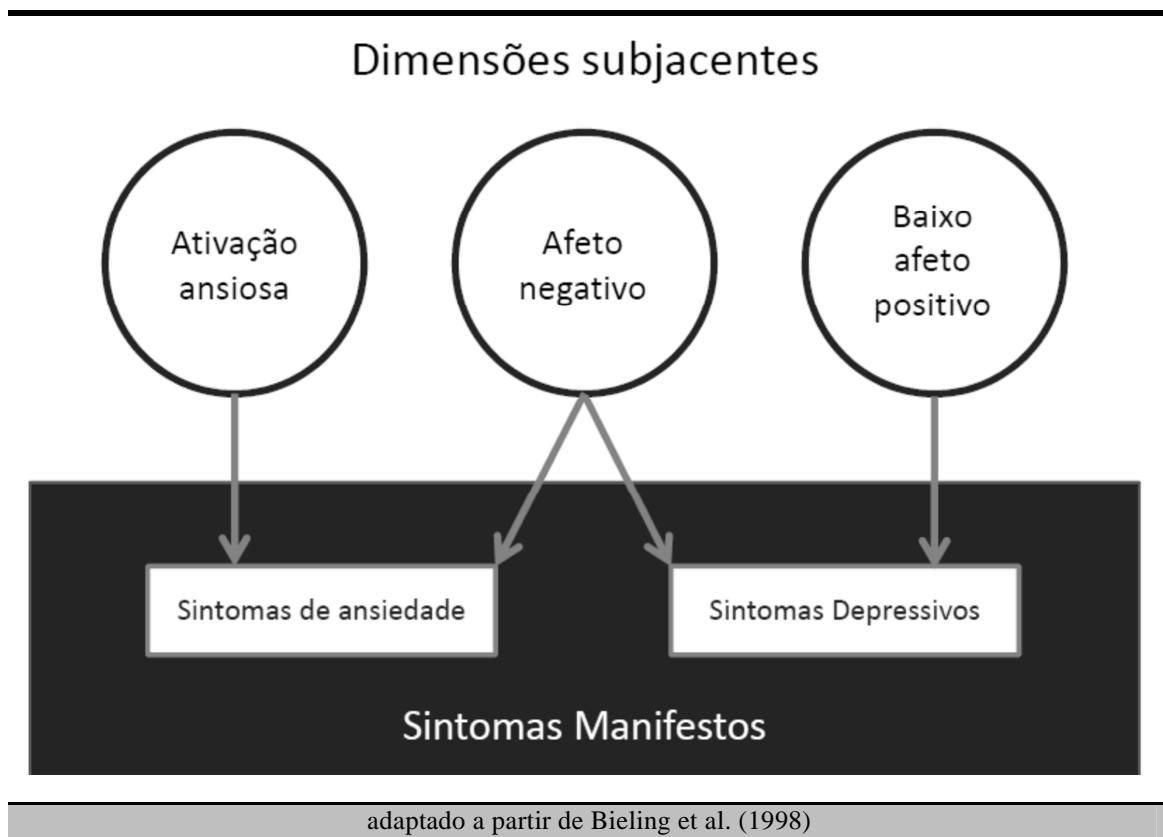 Dimensões subjacentes
Ativação
ansiosa
Afeto
negativo
Baixo
afeto
positivo
Sintomas de ansiedade
Sintomas Depressivos
Sintomas Manifestos
adaptado a partir de Bieling et al. (1998)